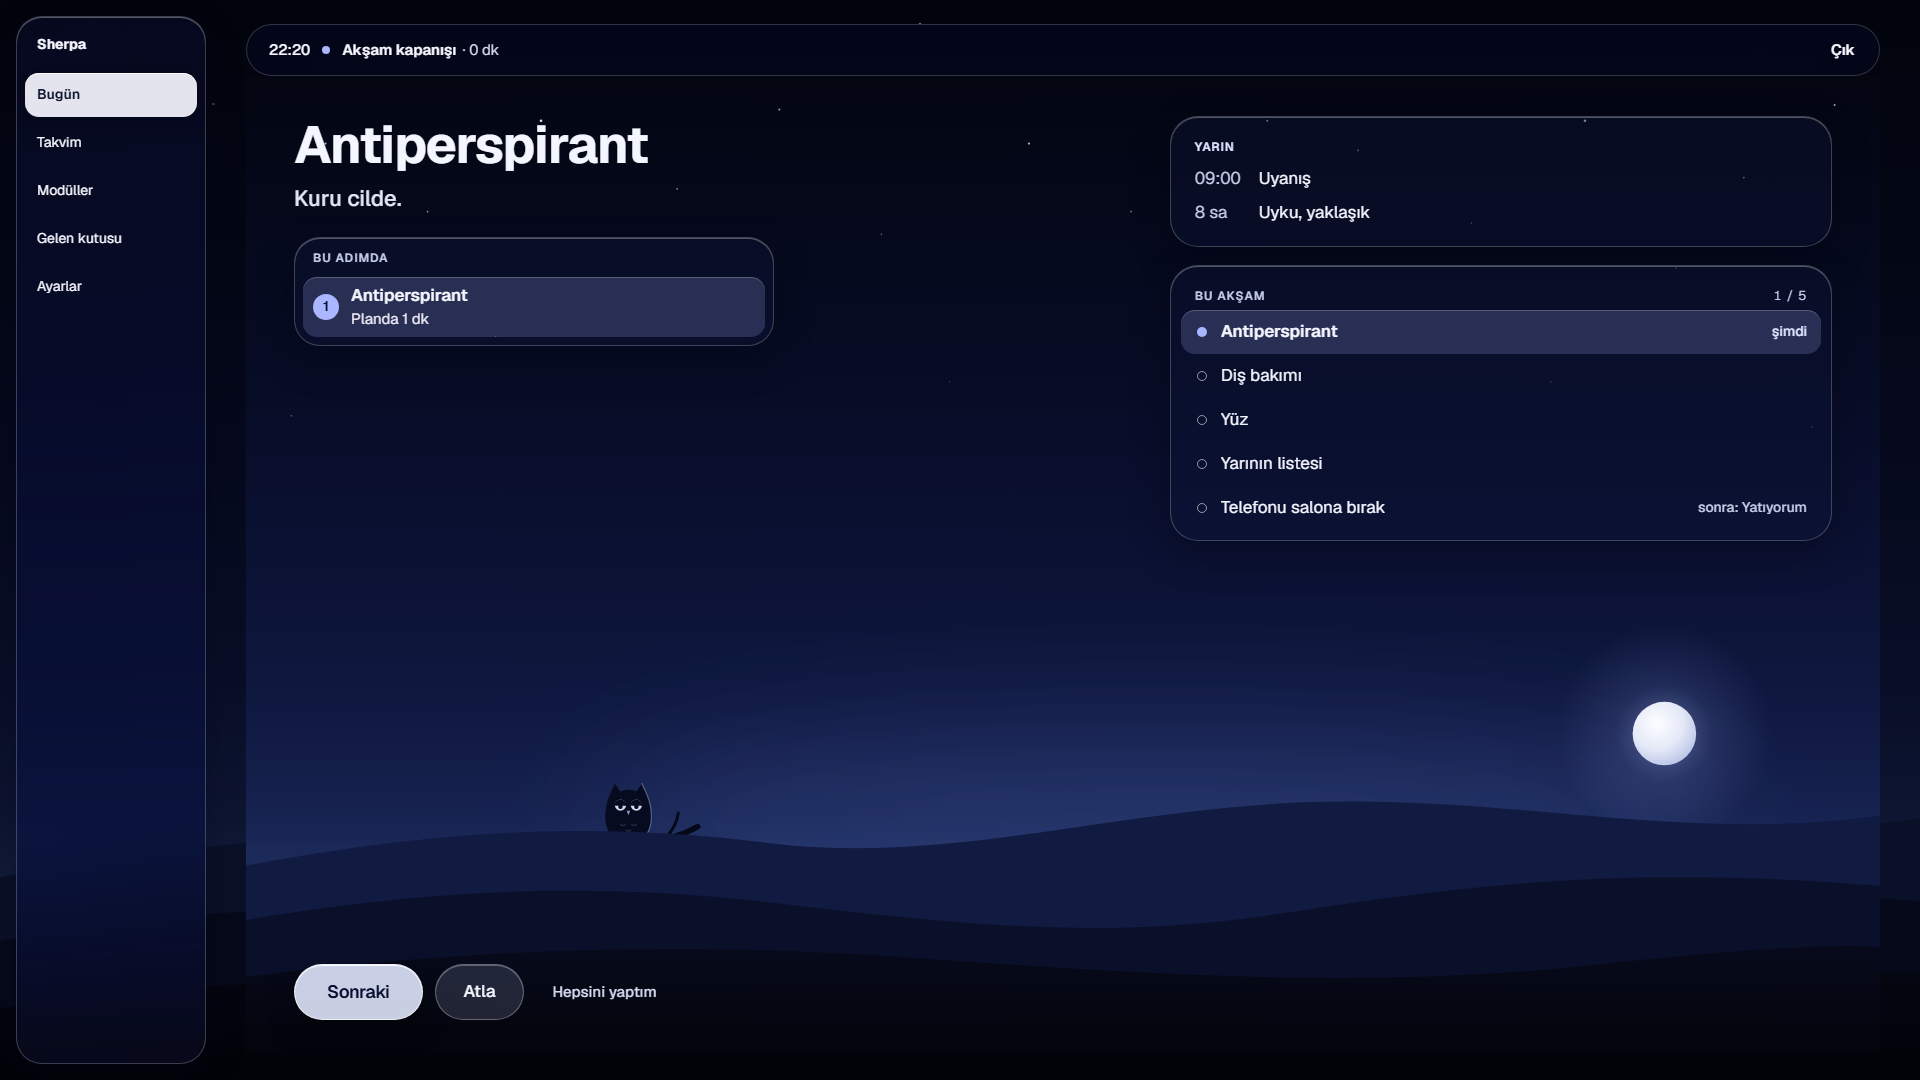 Sherpa
Bugün
Takvim
Modüller
Gelen kutusu
Ayarlar
22:20 Akşam kapanışı · 0 dk
Çık
Antiperspirant
Kuru cilde.
BU ADIMDA
1 Antiperspirant
Planda 1 dk
YARIN
09:00 Uyanış
8 sa Uyku, yaklaşık
BU AKŞAM 1 / 5
Antiperspirant şimdi
Diş bakımı
Yüz
Yarının listesi
Telefonu salona bırak sonra: Yatıyorum
Sonraki
Atla
Hepsini yaptım